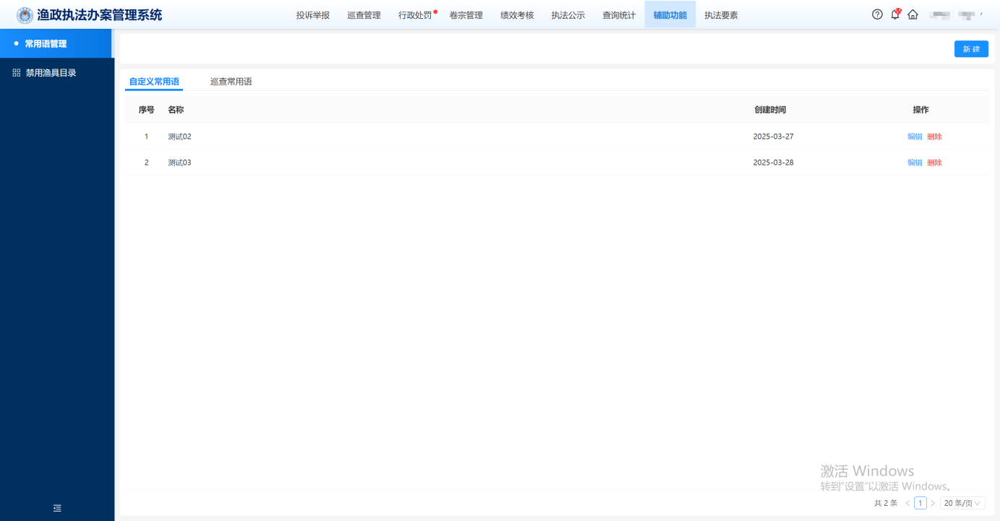 渔政执法办案管理系统 投诉举报 巡查管理 行政处罚 卷宗管理 绩效考核 执法公示 查询统计 辅助功能 执法要素
常用语管理
新 建
禁用渔具目录
自定义常用语 巡查常用语
序号 名称 创建时间 操作
1 测试02 2025-03-27 编辑 删除
2 测试03 2025-03-28 编辑 删除
激活 Windows
转到"设置"以激活 Windows。
共 2 条 < 1 > 20 条/页